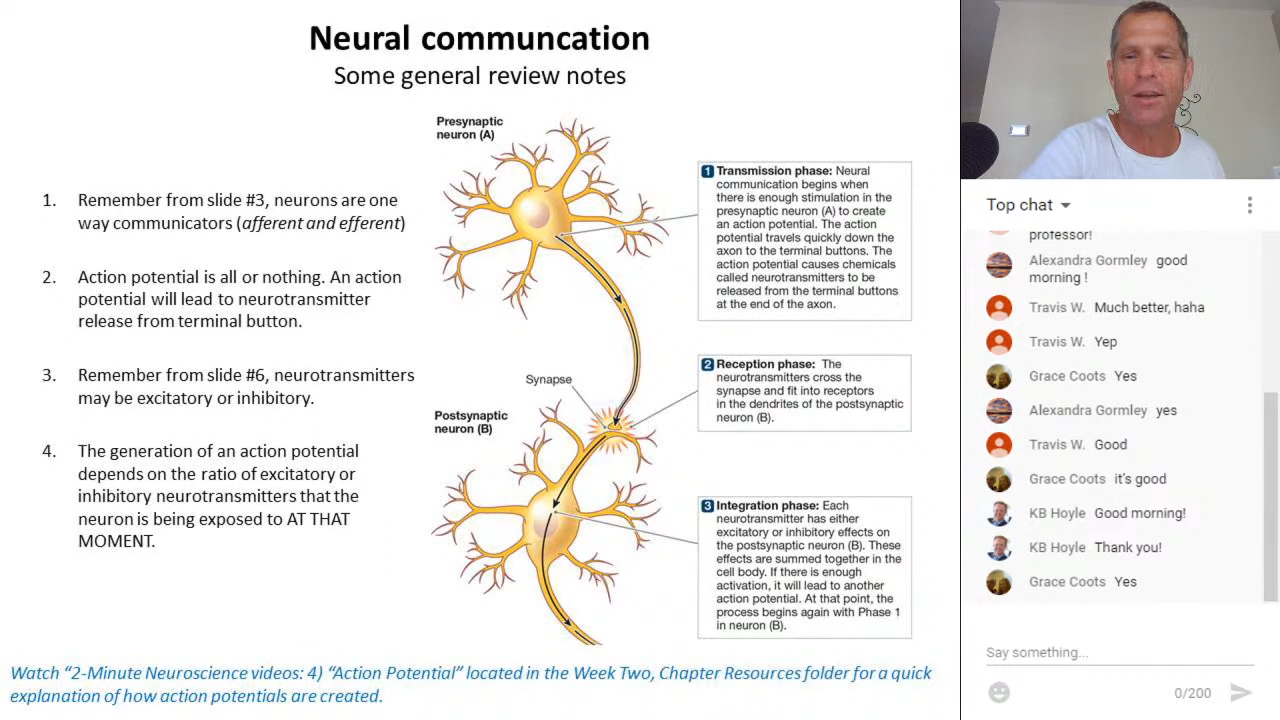 Neural communcation
Some general review notes
1. Remember from slide #3, neurons are one
way communicators (afferent and efferent)
2. Action potential is all or nothing. An action
potential will lead to neurotransmitter
release from terminal button.
3. Remember from slide #6, neurotransmitters
may be excitatory or inhibitory.
4. The generation of an action potential
depends on the ratio of excitatory or
inhibitory neurotransmitters that the
neuron is being exposed to AT THAT
MOMENT.
Presynaptic
neuron (A)
Synapse
Postsynaptic
neuron (B)
1 Transmission phase: Neural
communication begins when
there is enough stimulation in the
presynaptic neuron (A) to create
an action potential. The action
potential travels quickly down the
axon to the terminal buttons. The
action potential causes chemicals
called neurotransmitters to be
released from the terminal buttons
at the end of the axon.
2 Reception phase: The
neurotransmitters cross the
synapse and fit into receptors
in the dendrites of the postsynaptic
neuron (B).
3 Integration phase: Each
neurotransmitter has either
excitatory or inhibitory effects on
the postsynaptic neuron (B). These
effects are summed together in the
cell body. If there is enough
activation, it will lead to another
action potential. At that point, the
process begins again with Phase 1
in neuron (B).
Watch “2-Minute Neuroscience videos: 4) “Action Potential” located in the Week Two, Chapter Resources folder for a quick
explanation of how action potentials are created.
Top chat
professor!
Alexandra Gormley good
morning !
Travis W. Much better, haha
Travis W. Yep
Grace Coots Yes
Alexandra Gormley yes
Travis W. Good
Grace Coots it’s good
KB Hoyle Good morning!
KB Hoyle Thank you!
Grace Coots Yes
Say something...
0/200